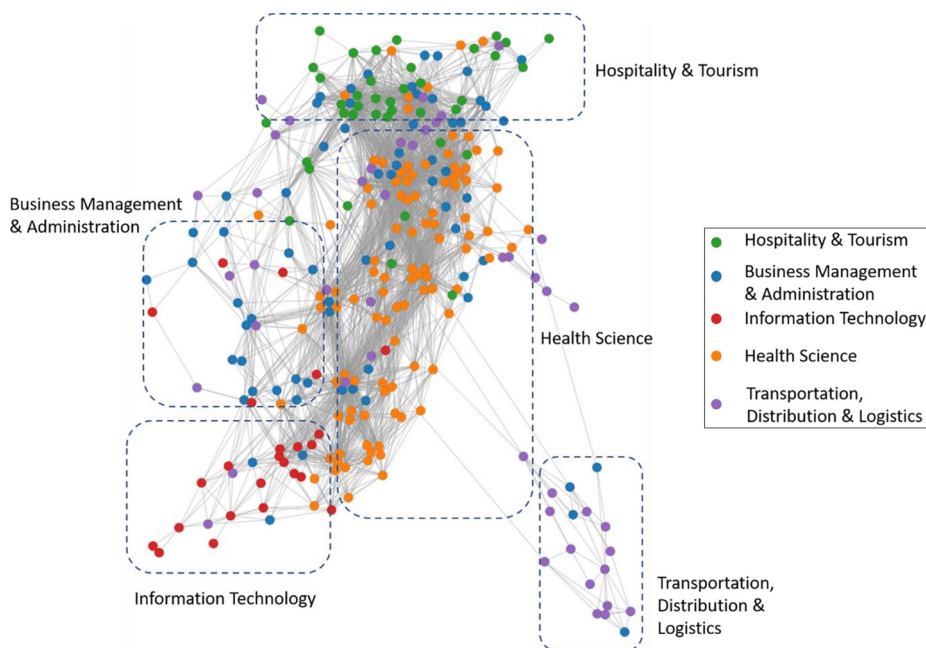 Hospitality & Tourism
Business Management
& Administration
Health Science
Information Technology
Transportation,
Distribution &
Logistics
Hospitality & Tourism
Business Management
& Administration
Information Technology
Health Science
Transportation,
Distribution & Logistics